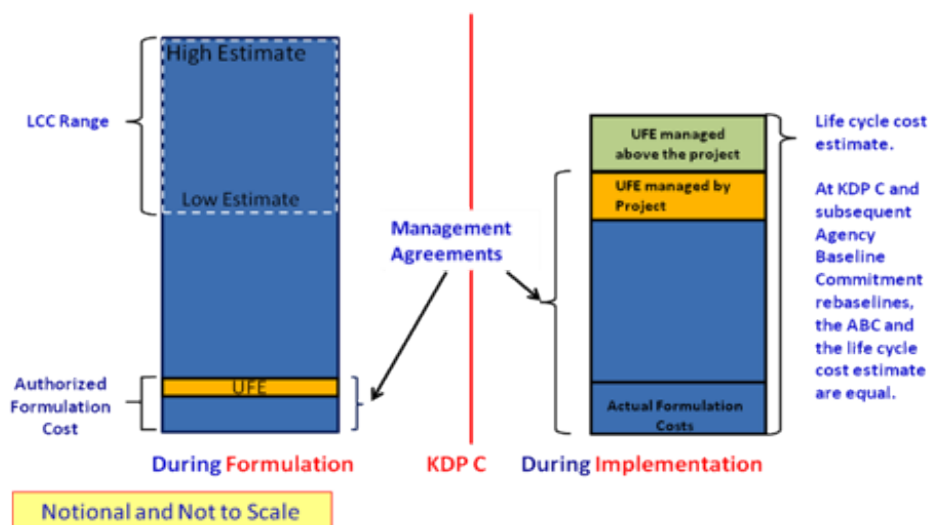 High Estimate
LCC Range
Low Estimate
Authorized
Formulation
Cost
UFE
During Formulation
Management
Agreements
KDP C
UFE managed
above the project
UFE managed by
Project
Actual Formulation
Costs
During Implementation
Life cycle cost
estimate.
At KDP C and
subsequent
Agency
Baseline
Commitment
rebaselines,
the ABC and
the life cycle
cost estimate
are equal.
Notional and Not to Scale